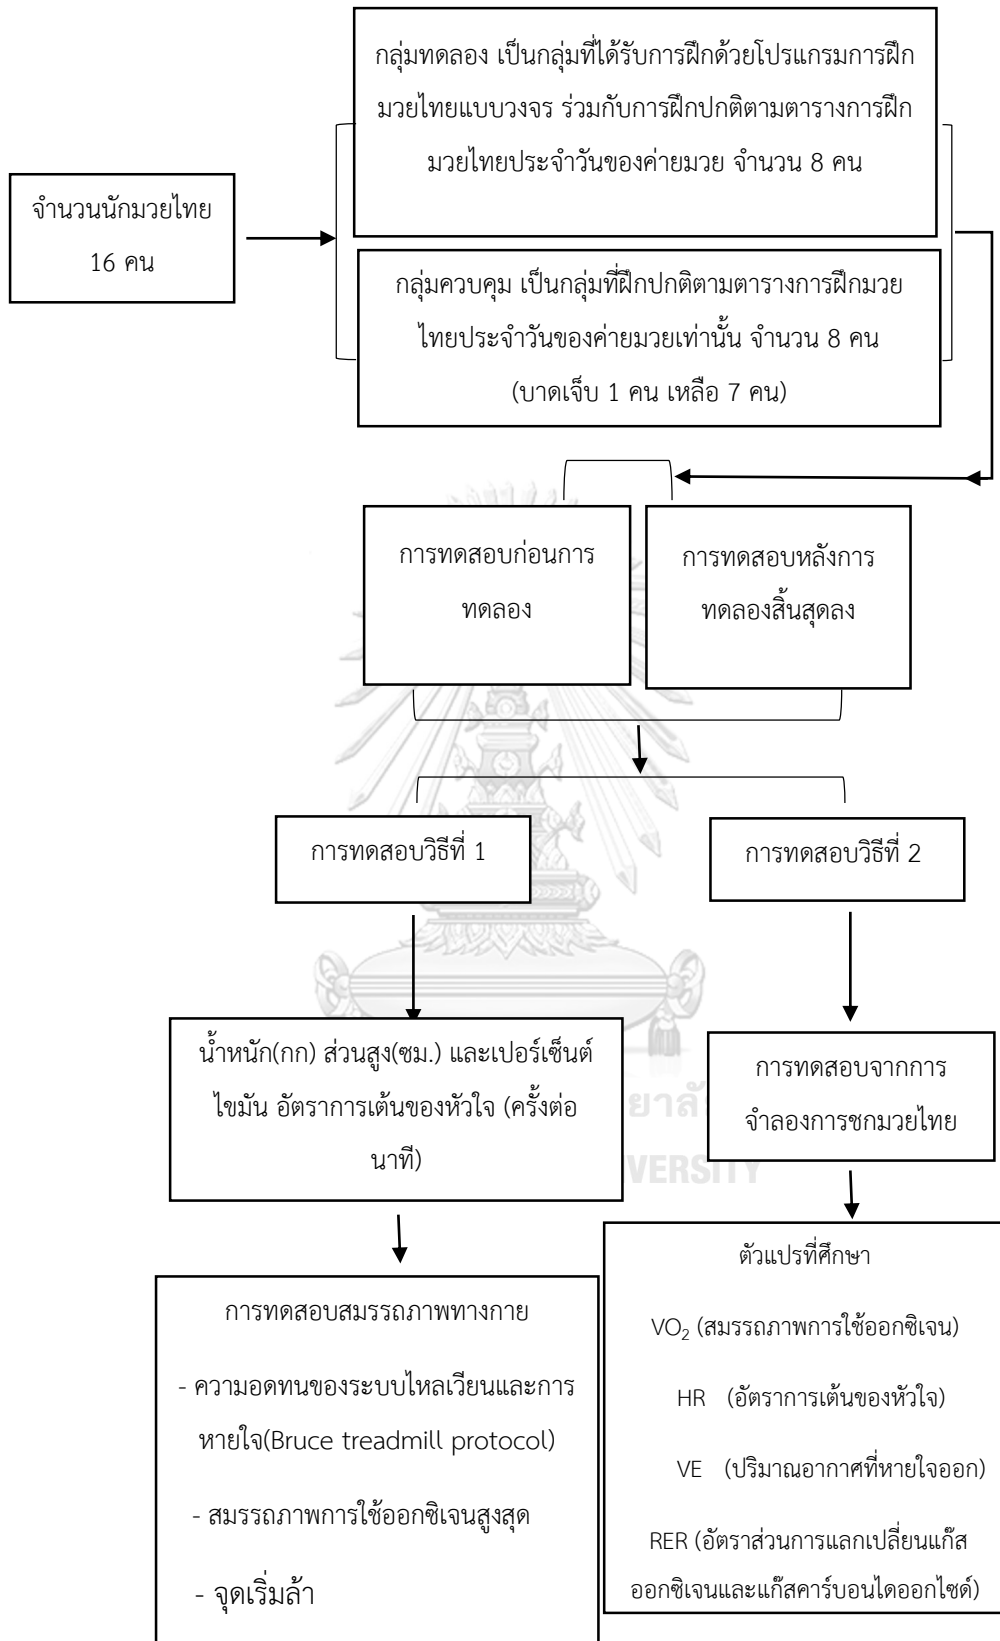 กลุ่มทดลอง เป็นกลุ่มที่ได้รับการฝึกด้วยโปรแกรมการฝึก
มวยไทยแบบวงจร ร่วมกับการฝึกปกติตามตารางการฝึก
มวยไทยประจำวันของค่ายมวย จำนวน 8 คน
จำนวนนักมวยไทย
16 คน
กลุ่มควบคุม เป็นกลุ่มที่ฝึกปกติตามตารางการฝึกมวย
ไทยประจำวันของค่ายมวยเท่านั้น จำนวน 8 คน
(บาดเจ็บ 1 คน เหลือ 7 คน)
การทดสอบก่อนการ
ทดลอง
การทดสอบหลังการ
ทดลองสิ้นสุดลง
การทดสอบวิธีที่ 1
การทดสอบวิธีที่ 2
น้ำหนัก(กก) ส่วนสูง(ซม.) และเปอร์เซ็นต์
ไขมัน อัตราการเต้นของหัวใจ (ครั้งต่อ
นาที)
การทดสอบจากการ
จำลองการชกมวยไทย
ยาลั
VERSITY
การทดสอบสมรรถภาพทางกาย
- ความอดทนของระบบไหลเวียนและการ
หายใจ(Bruce treadmill protocol)
- สมรรถภาพการใช้ออกซิเจนสูงสุด
- จุดเริ่มล้า
ตัวแปรที่ศึกษา
VO₂ (สมรรถภาพการใช้ออกซิเจน)
HR (อัตราการเต้นของหัวใจ)
VE (ปริมาณอากาศที่หายใจออก)
RER (อัตราส่วนการแลกเปลี่ยนแก๊ส
ออกซิเจนและแก๊สคาร์บอนไดออกไซด์)